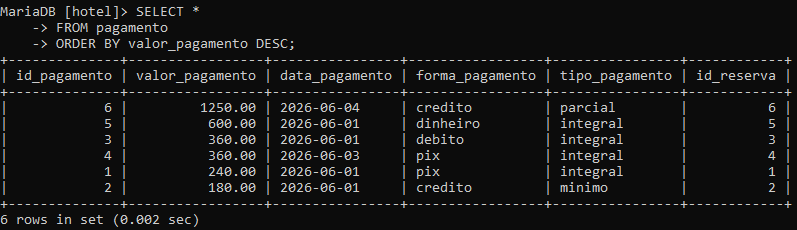 MariaDB [hotel]> SELECT *
    -> FROM pagamento
    -> ORDER BY valor_pagamento DESC;
+--------------+-----------------+----------------+-----------------+----------------+------------+
| id_pagamento | valor_pagamento | data_pagamento | forma_pagamento | tipo_pagamento | id_reserva |
+--------------+-----------------+----------------+-----------------+----------------+------------+
|            6 |         1250.00 | 2026-06-04     | credito         | parcial        |          6 |
|            5 |          600.00 | 2026-06-01     | dinheiro        | integral       |          5 |
|            3 |          360.00 | 2026-06-01     | debito          | integral       |          3 |
|            4 |          360.00 | 2026-06-03     | pix             | integral       |          4 |
|            1 |          240.00 | 2026-06-01     | pix             | integral       |          1 |
|            2 |          180.00 | 2026-06-01     | credito         | minimo         |          2 |
+--------------+-----------------+----------------+-----------------+----------------+------------+
6 rows in set (0.002 sec)